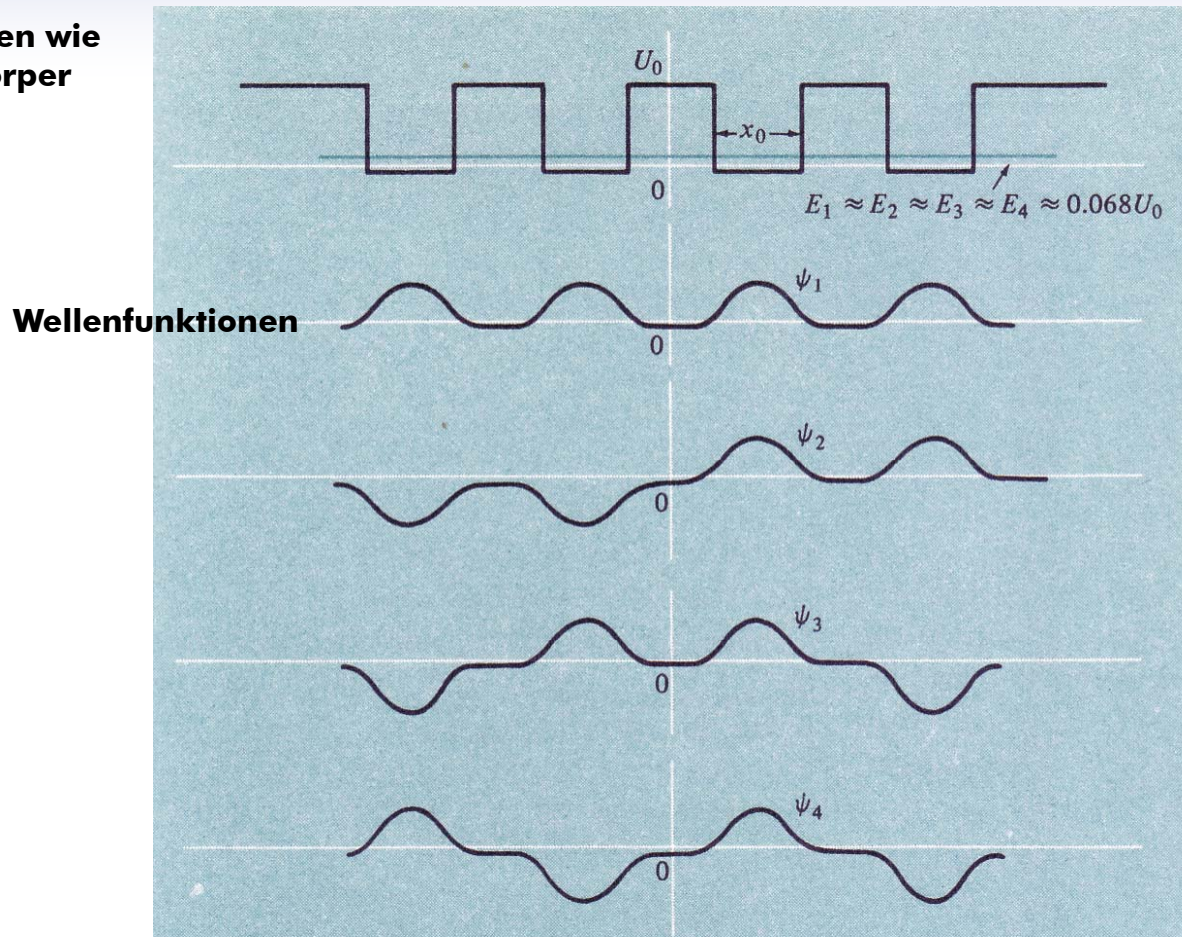 en wie
örper
U₀
x₀
0
E₁ ≈ E₂ ≈ E₃ ≈ E₄ ≈ 0.068U₀
ψ₁
Wellenfunktionen
0
ψ₂
0
ψ₃
0
ψ₄
0